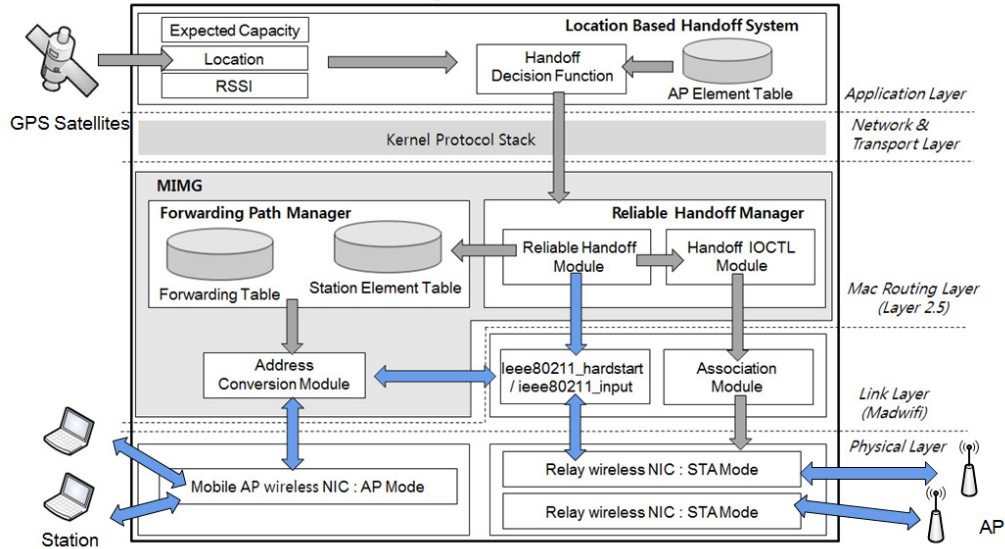 Expected Capacity
Location Based Handoff System
Location
RSSI
Handoff
Decision Function
AP Element Table
Application Layer
GPS Satellites
Network &
Transport Layer
Kernel Protocol Stack
MIMG
Forwarding Path Manager
Forwarding Table
Station Element Table
Reliable Handoff Manager
Reliable Handoff
Module
Handoff IOCTL
Module
Mac Routing Layer
(Layer 2.5)
Address
Conversion Module
Ieee80211_hardstart
/ ieee80211_input
Association
Module
Link Layer
(Madwifi)
Physical Layer
Mobile AP wireless NIC : AP Mode
Relay wireless NIC : STA Mode
Relay wireless NIC : STA Mode
Station
AP